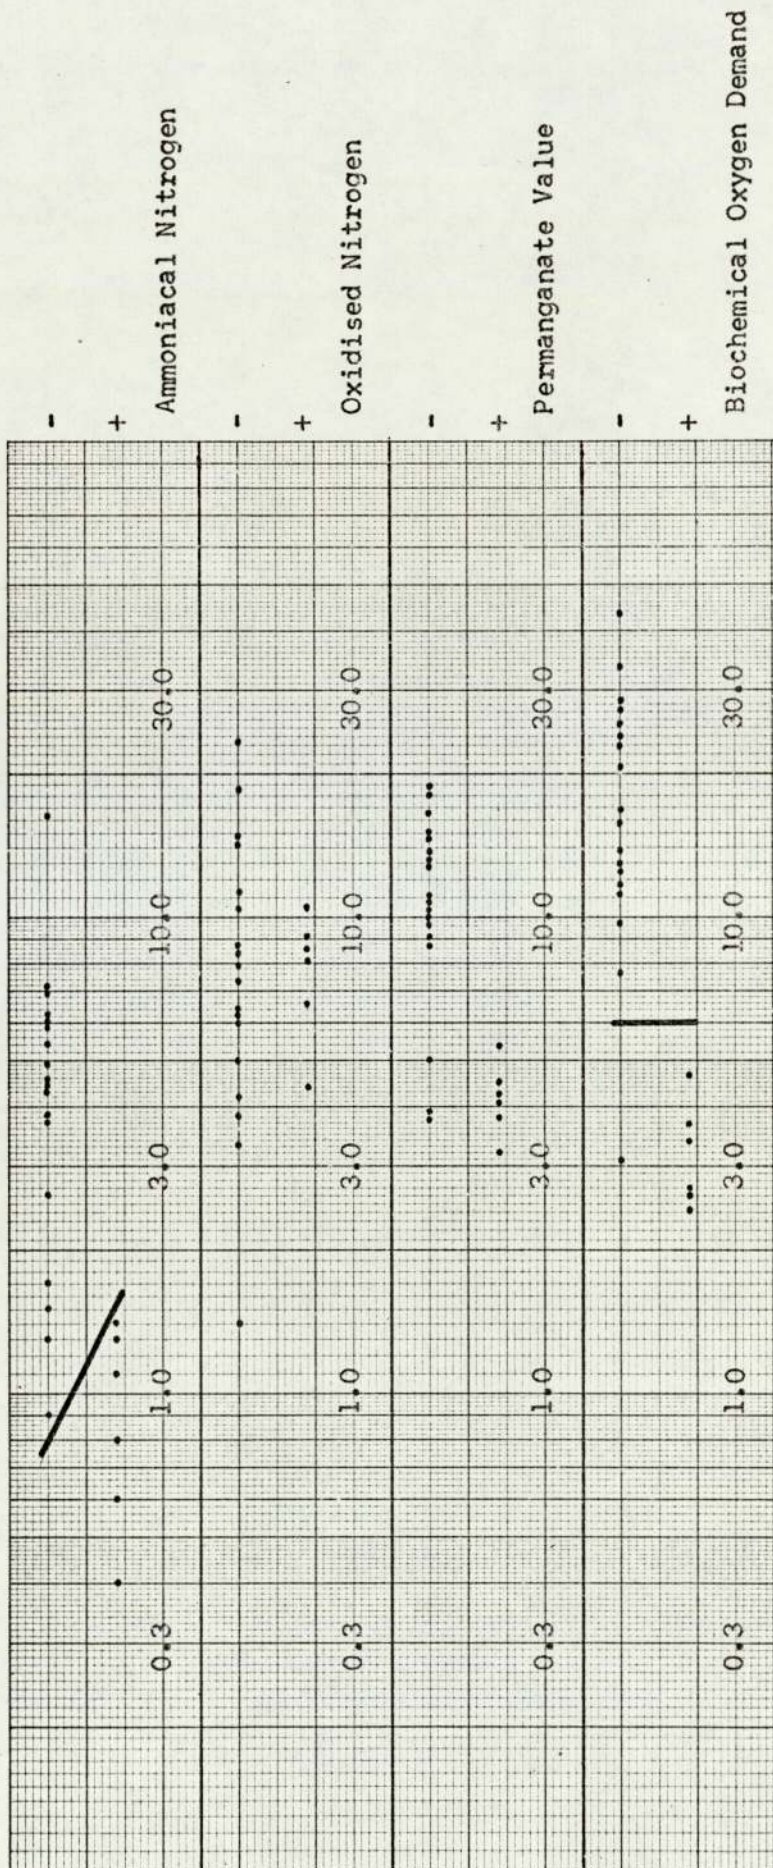 -
+
Ammoniacal Nitrogen
0.3 1.0 3.0 10.0 30.0
-
+
Oxidised Nitrogen
0.3 1.0 3.0 10.0 30.0
-
+
Permanganate Value
0.3 1.0 3.0 10.0 30.0
-
+
Biochemical Oxygen Demand
0.3 1.0 3.0 10.0 30.0